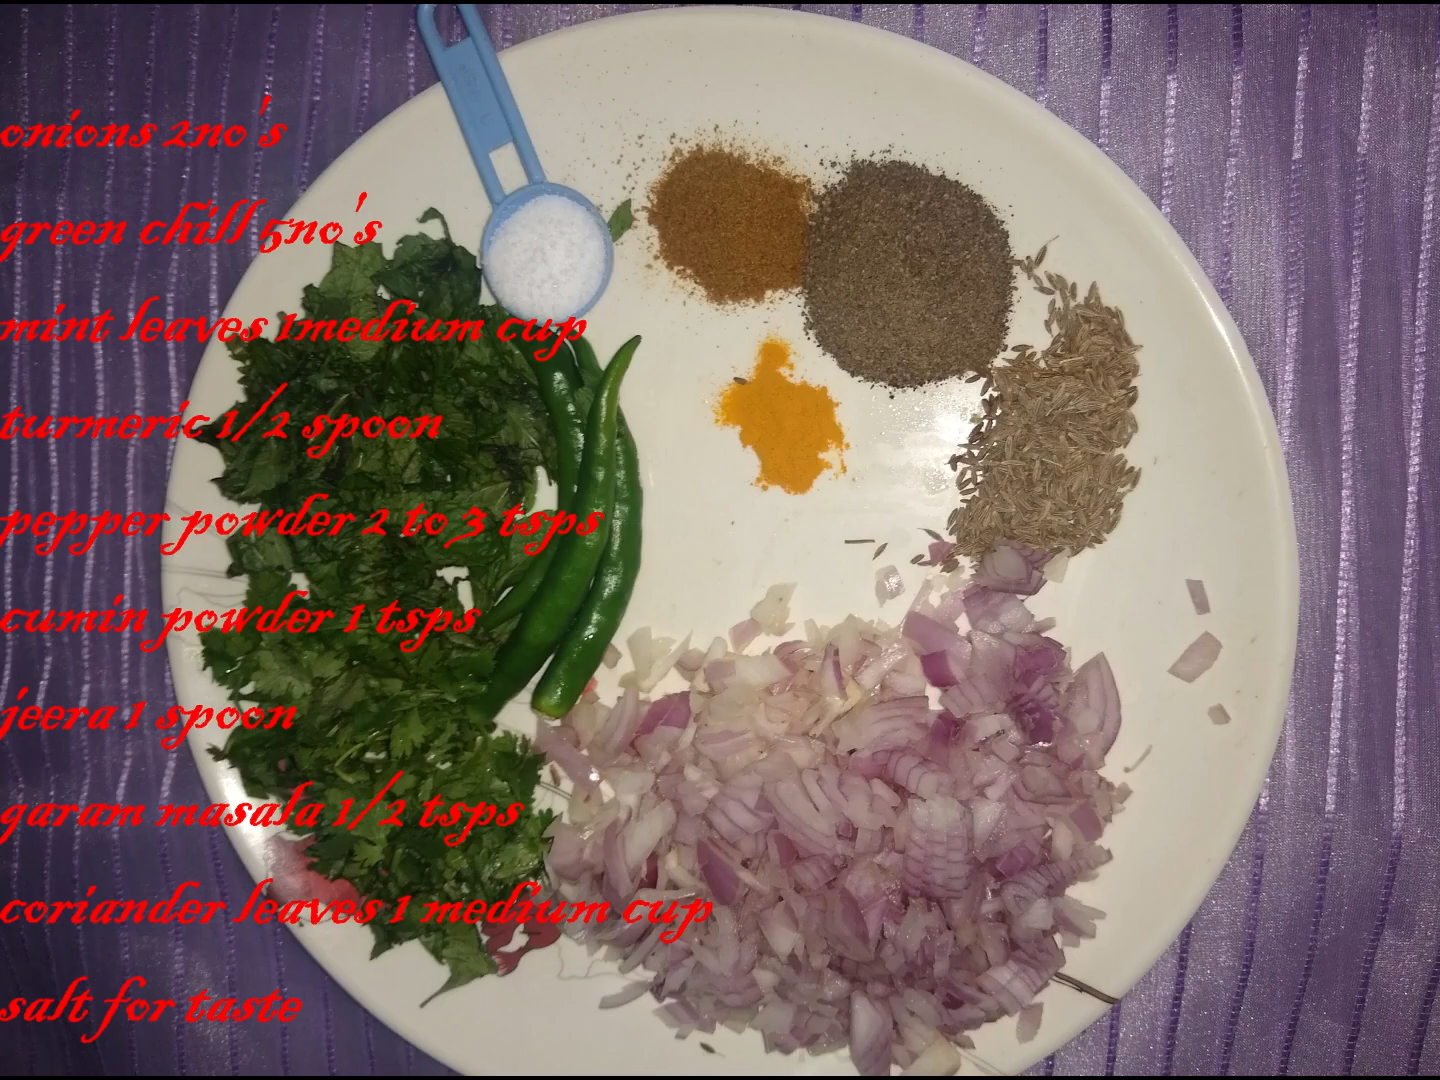 onions 2no's
green chill 5no's
mint leaves 1medium cup
turmeric 1/2 spoon
pepper powder 2 to 3 tsps
cumin powder 1 tsps
jeera 1 spoon
garam masala 1/2 tsps
coriander leaves 1 medium cup
salt for taste